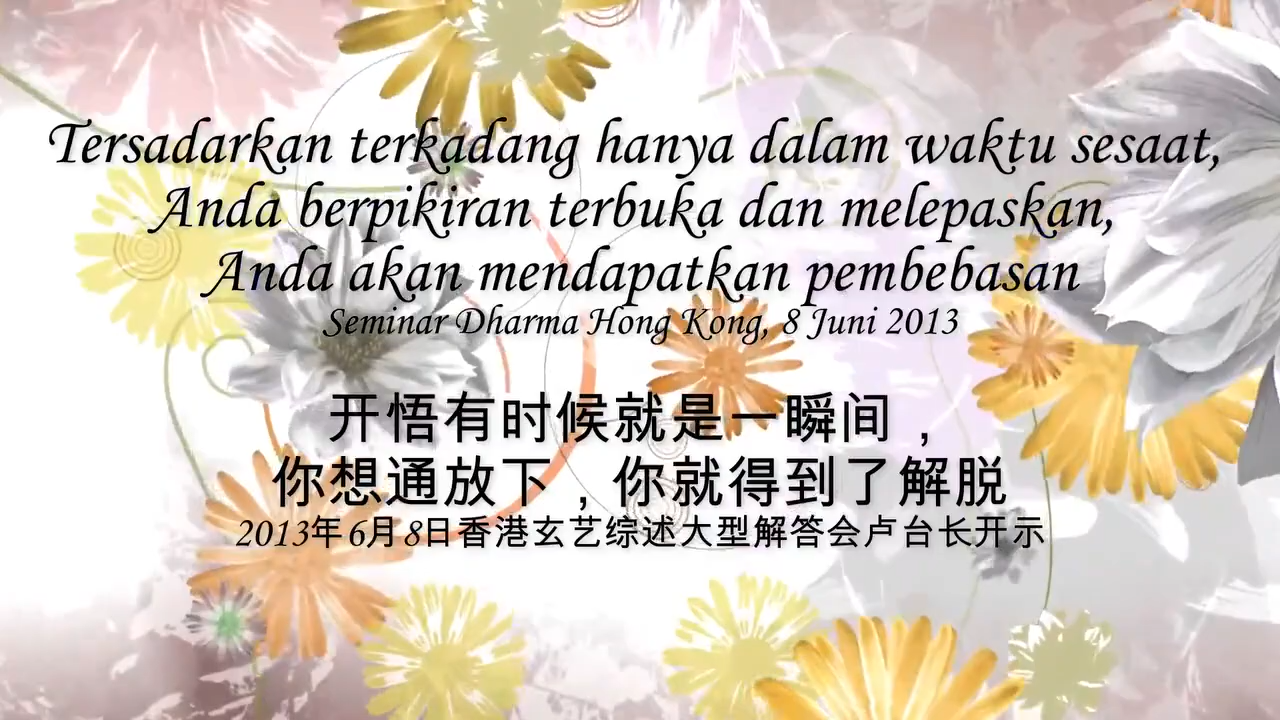 Tersadarkan terkadang hanya dalam waktu sesaat,
Anda berpikiran terbuka dan melepaskan,
Anda akan mendapatkan pembebasan
Seminar Dharma Hong Kong, 8 Juni 2013
开悟有时候就是一瞬间，
你想通放下，你就得到了解脱
2013年6月8日香港玄艺综述大型解答会卢台长开示